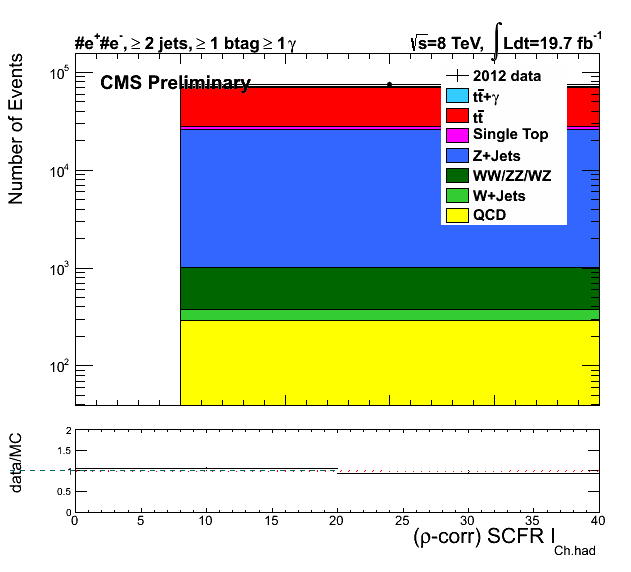 #e⁺#e⁻, ≥ 2 jets, ≥ 1 btag ≥ 1 γ
√s=8 TeV, ∫ Ldt=19.7 fb⁻¹
Number of Events
10⁵
10⁴
10³
10²
CMS Preliminary
2012 data
tt̄+γ
tt̄
Single Top
Z+Jets
WW/ZZ/WZ
W+Jets
QCD
data/MC
2
1.5
1
0.5
0
0 5 10 15 20 25 30 35 40
(ρ-corr) SCFR I_Ch.had